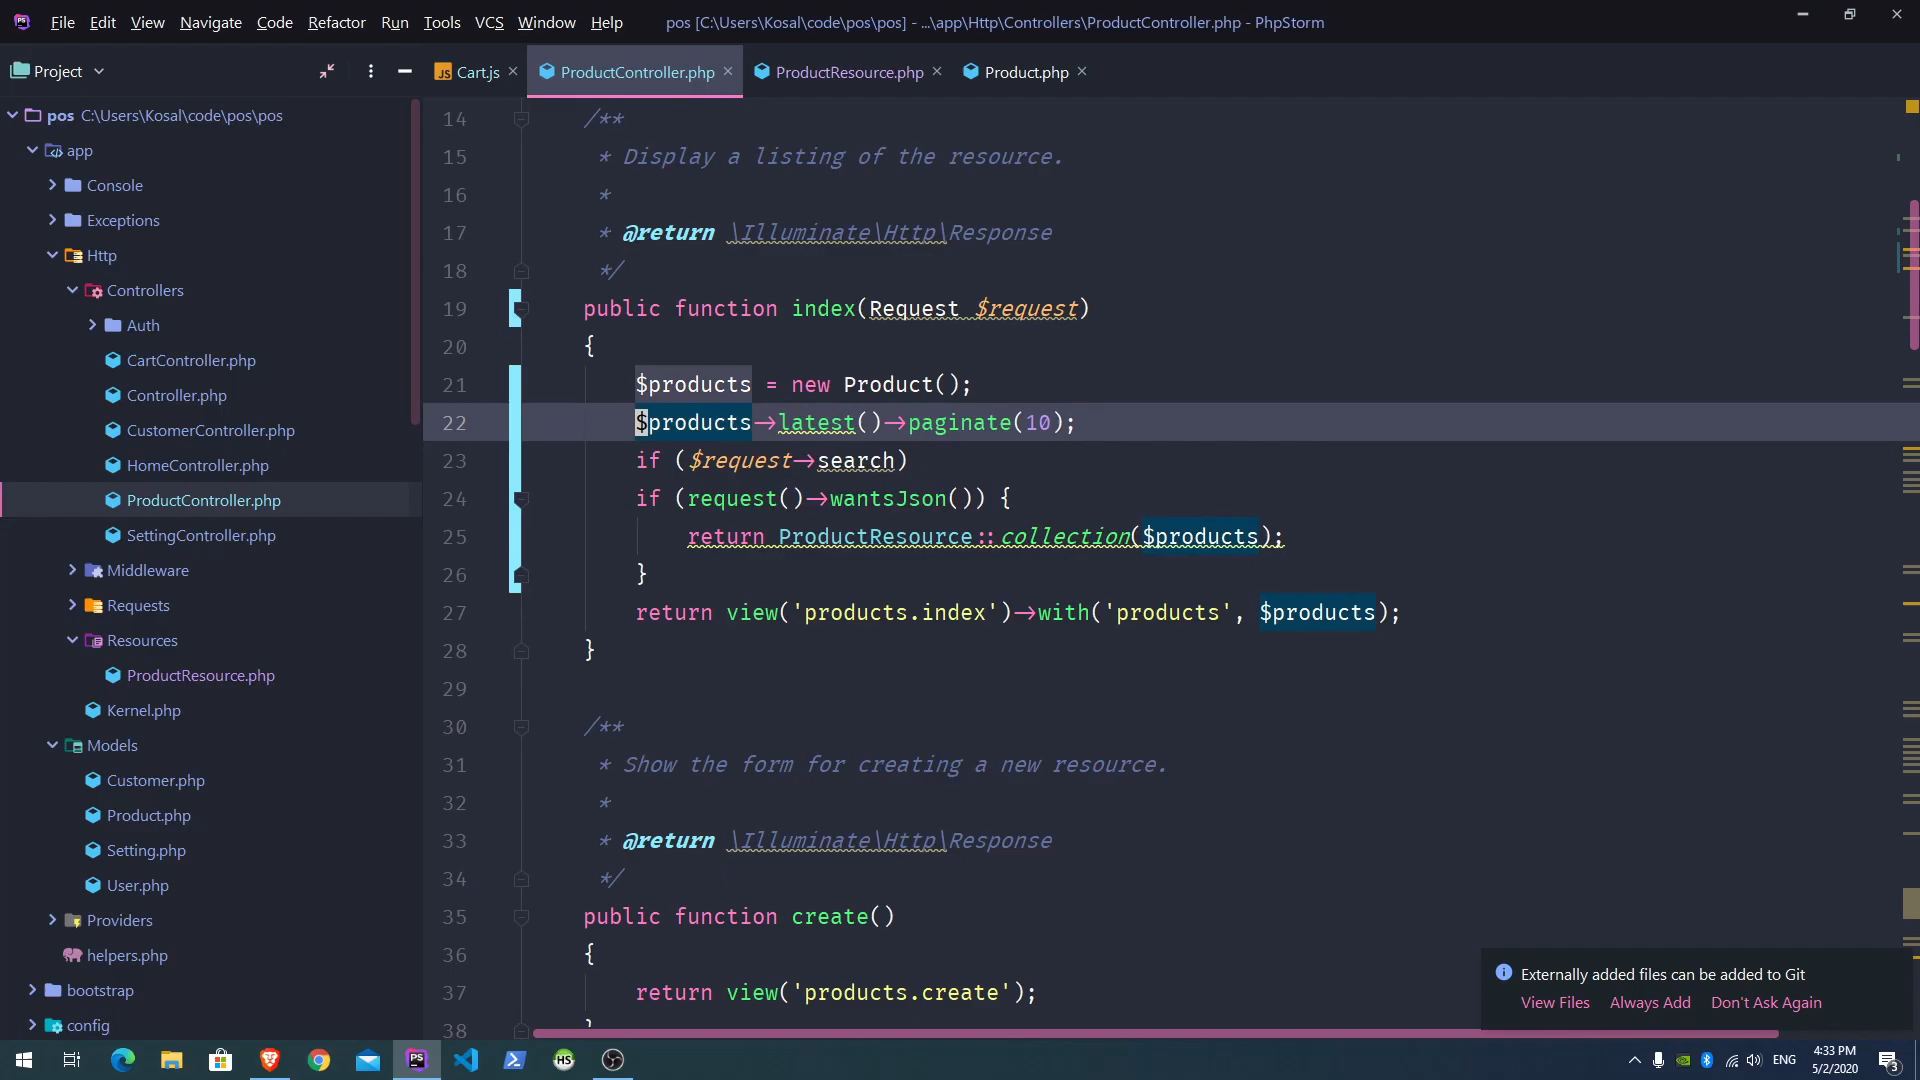 File Edit View Navigate Code Refactor Run Tools VCS Window Help pos [C:\Users\Kosal\code\pos\pos] - ...\app\Http\Controllers\ProductController.php - PhpStorm
Project
Cart.js ProductController.php ProductResource.php Product.php
pos C:\Users\Kosal\code\pos\pos
app
Console
Exceptions
Http
Controllers
Auth
CartController.php
Controller.php
CustomerController.php
HomeController.php
ProductController.php
SettingController.php
Middleware
Requests
Resources
ProductResource.php
Kernel.php
Models
Customer.php
Product.php
Setting.php
User.php
Providers
helpers.php
bootstrap
config
14 /**
15 * Display a listing of the resource.
16 *
17 * @return \Illuminate\Http\Response
18 */
19 public function index(Request $request)
20 {
21 $products = new Product();
22 $products->latest()->paginate(10);
23 if ($request->search)
24 if (request()->wantsJson()) {
25 return ProductResource::collection($products);
26 }
27 return view('products.index')->with('products', $products);
28 }
29
30 /**
31 * Show the form for creating a new resource.
32 *
33 * @return \Illuminate\Http\Response
34 */
35 public function create()
36 {
37 return view('products.create');
38 }
Externally added files can be added to Git
View Files Always Add Don't Ask Again
JS
PS
HS
ENG
4:33 PM
5/2/2020
3